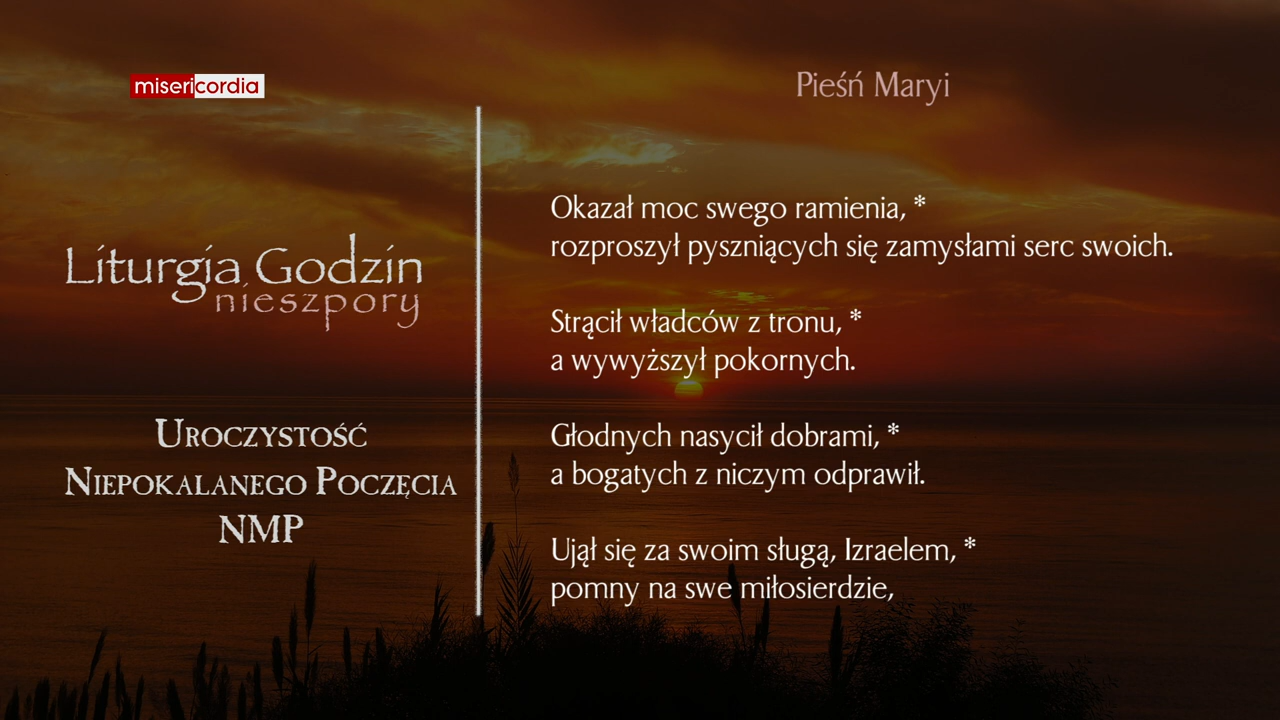 misericordia
Liturgia Godzin
nieszpory
Uroczystość
Niepokalanego Poczęcia
NMP
Pieśń Maryi
Okazał moc swego ramienia, *
rozproszył pyszniących się zamysłami serc swoich.
Strącił władców z tronu, *
a wywyższył pokornych.
Głodnych nasycił dobrami, *
a bogatych z niczym odprawił.
Ujął się za swoim sługą, Izraelem, *
pomny na swe miłosierdzie,